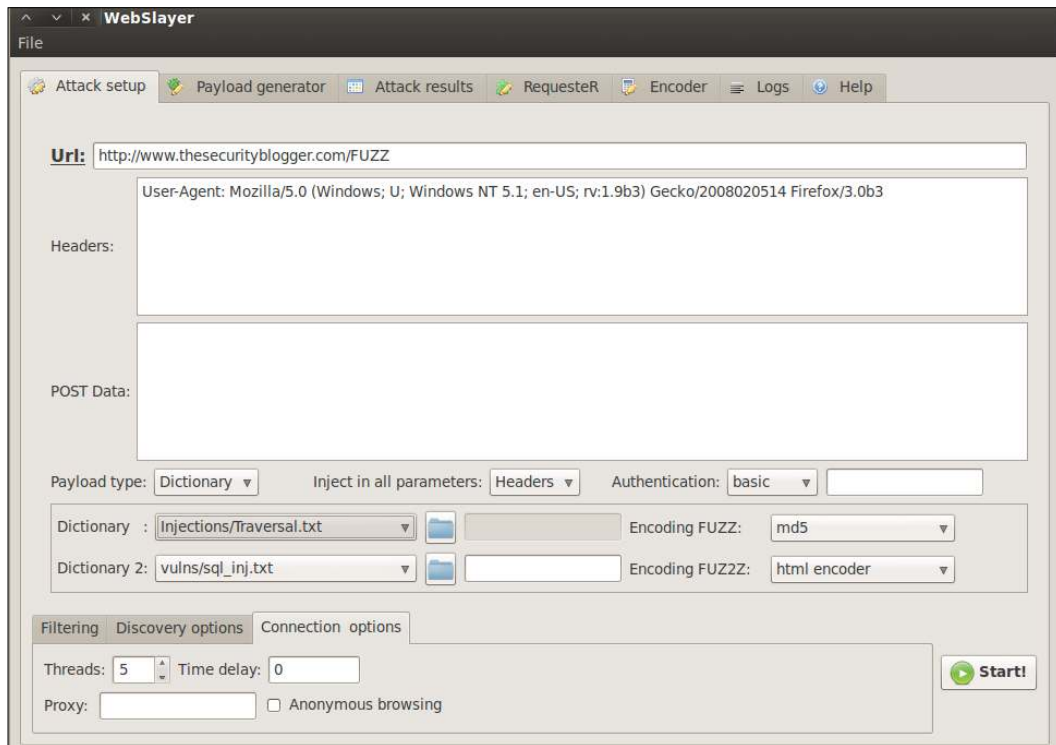 WebSlayer
File
Attack setup Payload generator Attack results RequesteR Encoder Logs Help
Url: http://www.thesecurityblogger.com/FUZZ
User-Agent: Mozilla/5.0 (Windows; U; Windows NT 5.1; en-US; rv:1.9b3) Gecko/2008020514 Firefox/3.0b3
Headers:
POST Data:
Payload type: Dictionary Inject in all parameters: Headers Authentication: basic
Dictionary : Injections/Traversal.txt Encoding FUZZ: md5
Dictionary 2: vulns/sql_inj.txt Encoding FUZ2Z: html encoder
Filtering Discovery options Connection options
Threads: 5 Time delay: 0
Start!
Proxy: Anonymous browsing